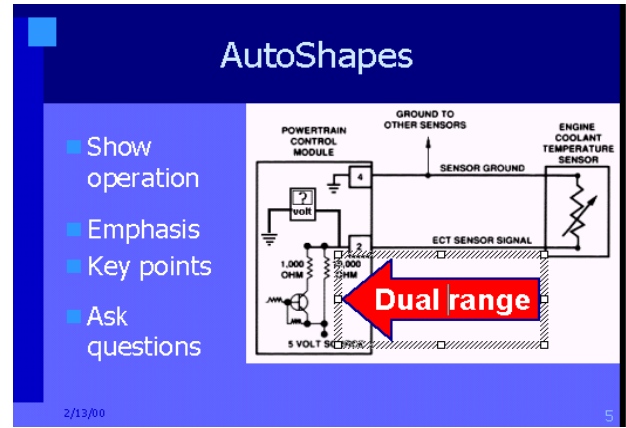 AutoShapes
Show
operation
Emphasis
Key points
Ask
questions
GROUND TO
OTHER SENSORS
POWERTRAIN
CONTROL
MODULE
ENGINE
COOLANT
TEMPERATURE
SENSOR
4
SENSOR GROUND
?
volt
2
ECT SENSOR SIGNAL
1,000
OHM
OHM
Dual range
5 VOLT
2/13/00
5